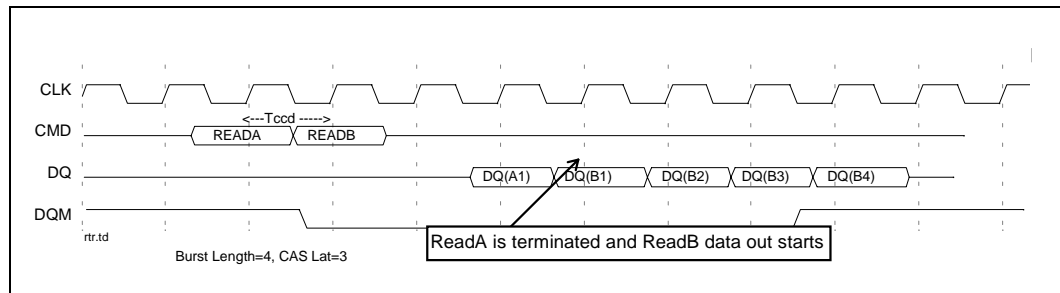 CLK
<---Tccd ----->
CMD READA READB
DQ DQ(A1) DQ(B1) DQ(B2) DQ(B3) DQ(B4)
DQM
rtr.td
ReadA is terminated and ReadB data out starts
Burst Length=4, CAS Lat=3